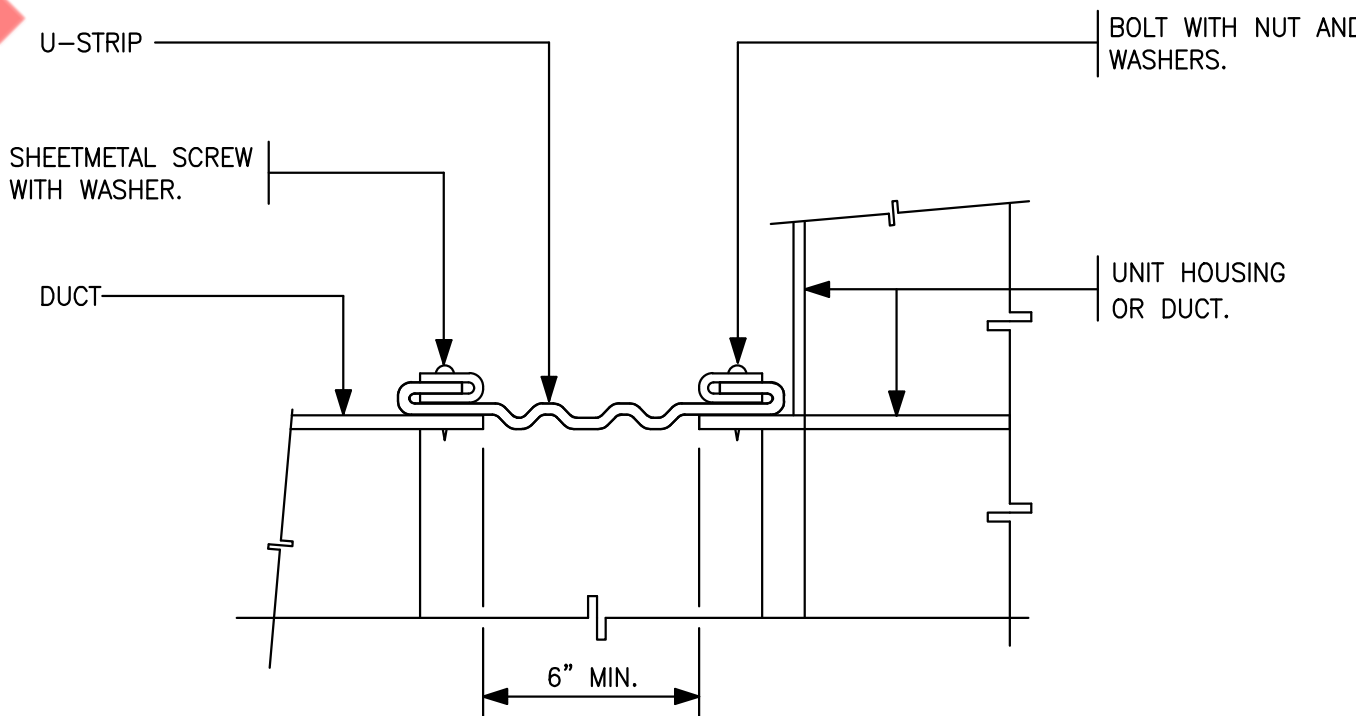 U-STRIP
BOLT WITH NUT AND
WASHERS.
SHEETMETAL SCREW
WITH WASHER.
DUCT
UNIT HOUSING
OR DUCT.
6” MIN.